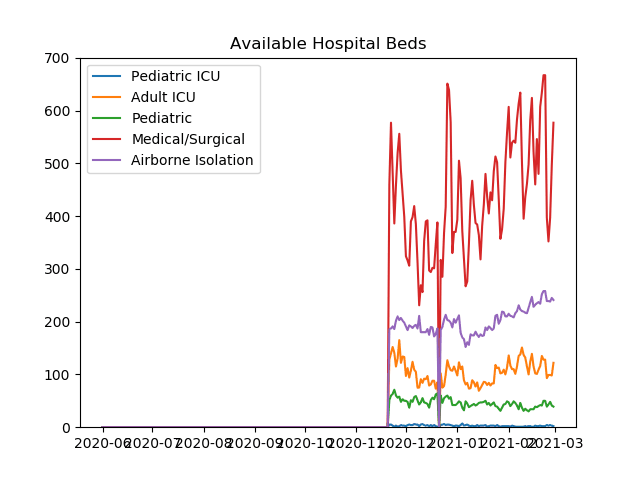 Available Hospital Beds
700
600
500
400
300
200
100
0
Pediatric ICU
Adult ICU
Pediatric
Medical/Surgical
Airborne Isolation
2020-06 2020-07 2020-08 2020-09 2020-10 2020-11 2020-12 2021-01 2021-02 2021-03